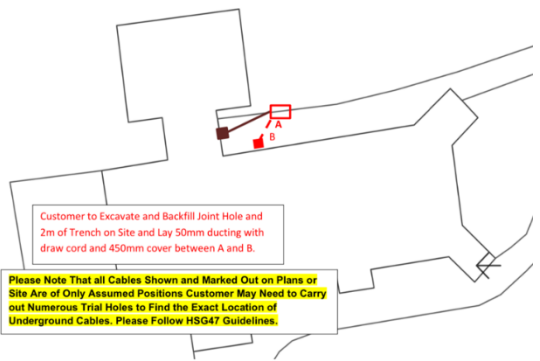 A
B
Customer to Excavate and Backfill Joint Hole and
2m of Trench on Site and Lay 50mm ducting with
draw cord and 450mm cover between A and B.
Please Note That all Cables Shown and Marked Out on Plans or
Site Are of Only Assumed Positions Customer May Need to Carry
out Numerous Trial Holes to Find the Exact Location of
Underground Cables. Please Follow HSG47 Guidelines.